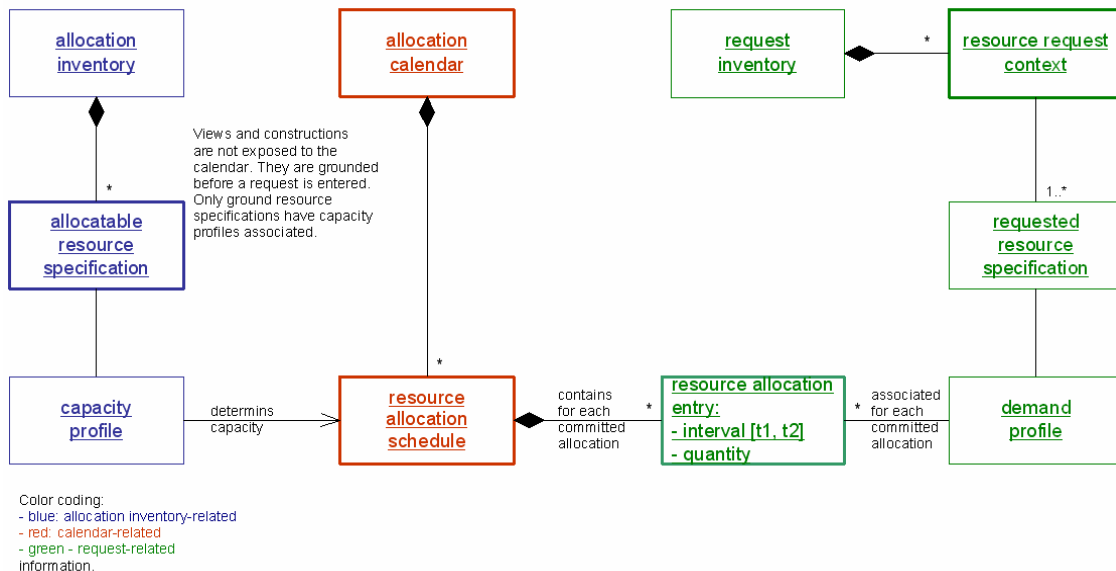 allocation
inventory
allocation
calendar
request
inventory
*
resource request
context
Views and constructions
are not exposed to the
calendar. They are grounded
before a request is entered.
Only ground resource
specifications have capacity
profiles associated.
*
1..*
allocatable
resource
specification
requested
resource
specification
*
capacity
profile
determins
capacity
resource
allocation
schedule
contains
for each
committed
allocation
*
resource allocation
entry:
- interval [t1, t2]
- quantity
*
associated
for each
committed
allocation
demand
profile
Color coding:
- blue: allocation inventory-related
- red: calendar-related
- green - request-related
information.